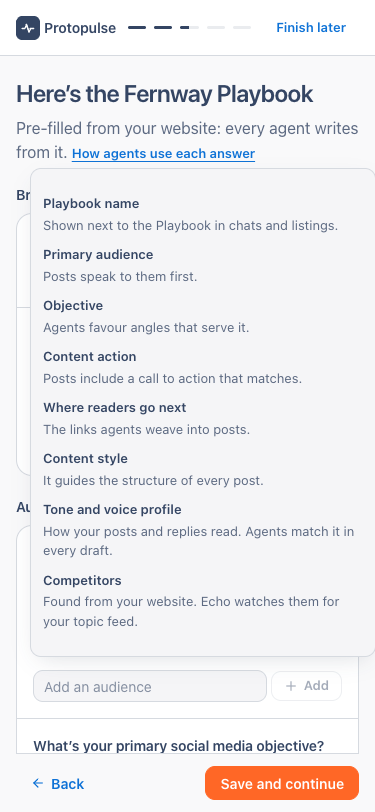 Protopulse
Finish later
Here's the Fernway Playbook
Pre-filled from your website: every agent writes
from it. How agents use each answer
Playbook name
Shown next to the Playbook in chats and listings.
Primary audience
Posts speak to them first.
Objective
Agents favour angles that serve it.
Content action
Posts include a call to action that matches.
Where readers go next
The links agents weave into posts.
Content style
It guides the structure of every post.
Tone and voice profile
How your posts and replies read. Agents match it in
every draft.
Competitors
Found from your website. Echo watches them for
your topic feed.
Add an audience
+ Add
What's your primary social media objective?
← Back
Save and continue